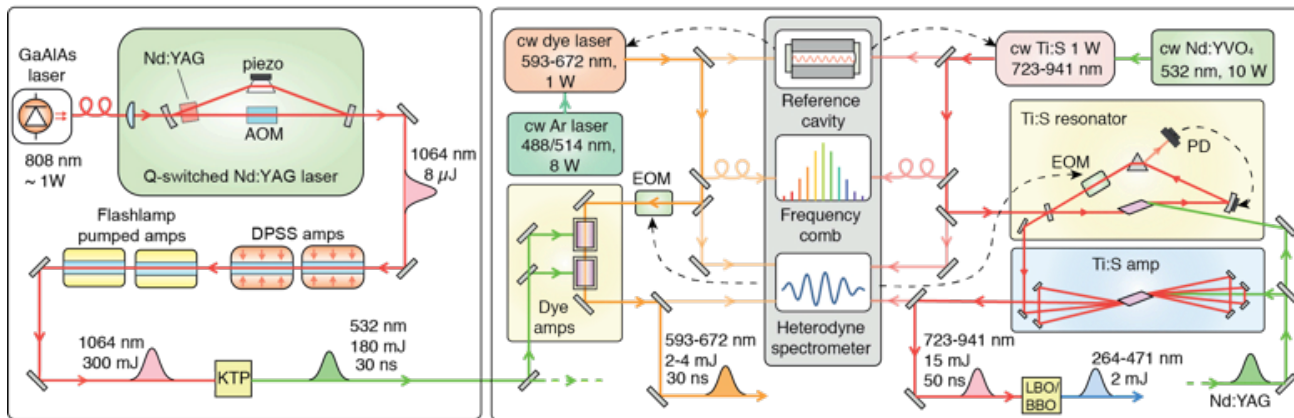 GaAlAs
laser
808 nm
~ 1W
Nd:YAG
piezo
AOM
Q-switched Nd:YAG laser
1064 nm
8 µJ
Flashlamp
pumped amps
DPSS amps
1064 nm
300 mJ
KTP
532 nm
180 mJ
30 ns
cw dye laser
593-672 nm,
1 W
cw Ar laser
488/514 nm,
8 W
EOM
Dye
amps
593-672 nm
2-4 mJ
30 ns
Reference
cavity
Frequency
comb
Heterodyne
spectrometer
cw Ti:S 1 W
723-941 nm
cw Nd:YVO₄
532 nm, 10 W
Ti:S resonator
EOM
PD
Ti:S amp
723-941 nm
15 mJ
50 ns
LBO/
BBO
264-471 nm
2 mJ
Nd:YAG